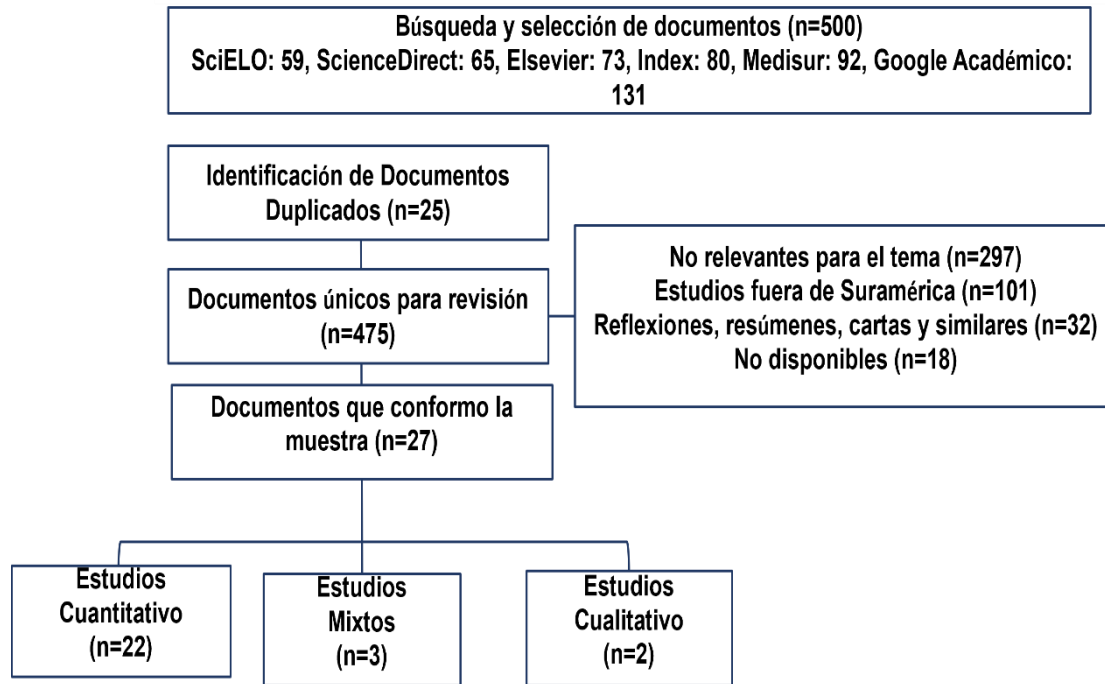 Búsqueda y selección de documentos (n=500)
SciELO: 59, ScienceDirect: 65, Elsevier: 73, Index: 80, Medisur: 92, Google Académico:
131
Identificación de Documentos
Duplicados (n=25)
No relevantes para el tema (n=297)
Estudios fuera de Suramérica (n=101)
Reflexiones, resúmenes, cartas y similares (n=32)
No disponibles (n=18)
Documentos únicos para revisión
(n=475)
Documentos que conformo la
muestra (n=27)
Estudios
Cuantitativo
(n=22)
Estudios
Mixtos
(n=3)
Estudios
Cualitativo
(n=2)